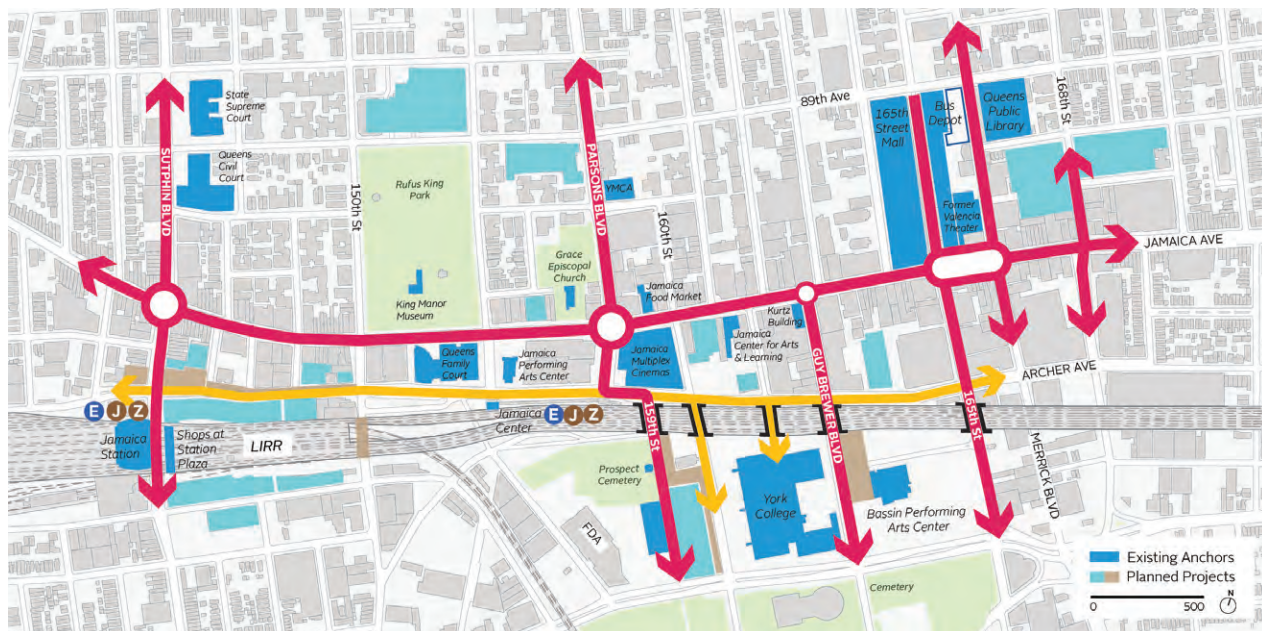 State
Supreme
Court
Queens
Civil
Court
SUTPHIN BLVD
150th St
Rufus King
Park
King Manor
Museum
PARSONS BLVD
YMCA
160th St
Grace
Episcopal
Church
Jamaica
Food Market
89th Ave
165th
Street
Mall
Bus
Depot
Queens
Public
Library
168th St
Former
Valencia
Theater
JAMAICA AVE
Queens
Family
Court
Jamaica
Performing
Arts Center
Jamaica
Multiplex
Cinemas
Jamaica
Center for Arts
& Learning
Kurtz
Building
GUY BREWER BLVD
ARCHER AVE
E J Z
Jamaica
Station
Shops at
Station
Plaza
LIRR
Jamaica
Center
E J Z
159th St
165th St
MERRICK BLVD
Prospect
Cemetery
FDA
York
College
Bassin Performing
Arts Center
Cemetery
Existing Anchors
Planned Projects
0 500
N